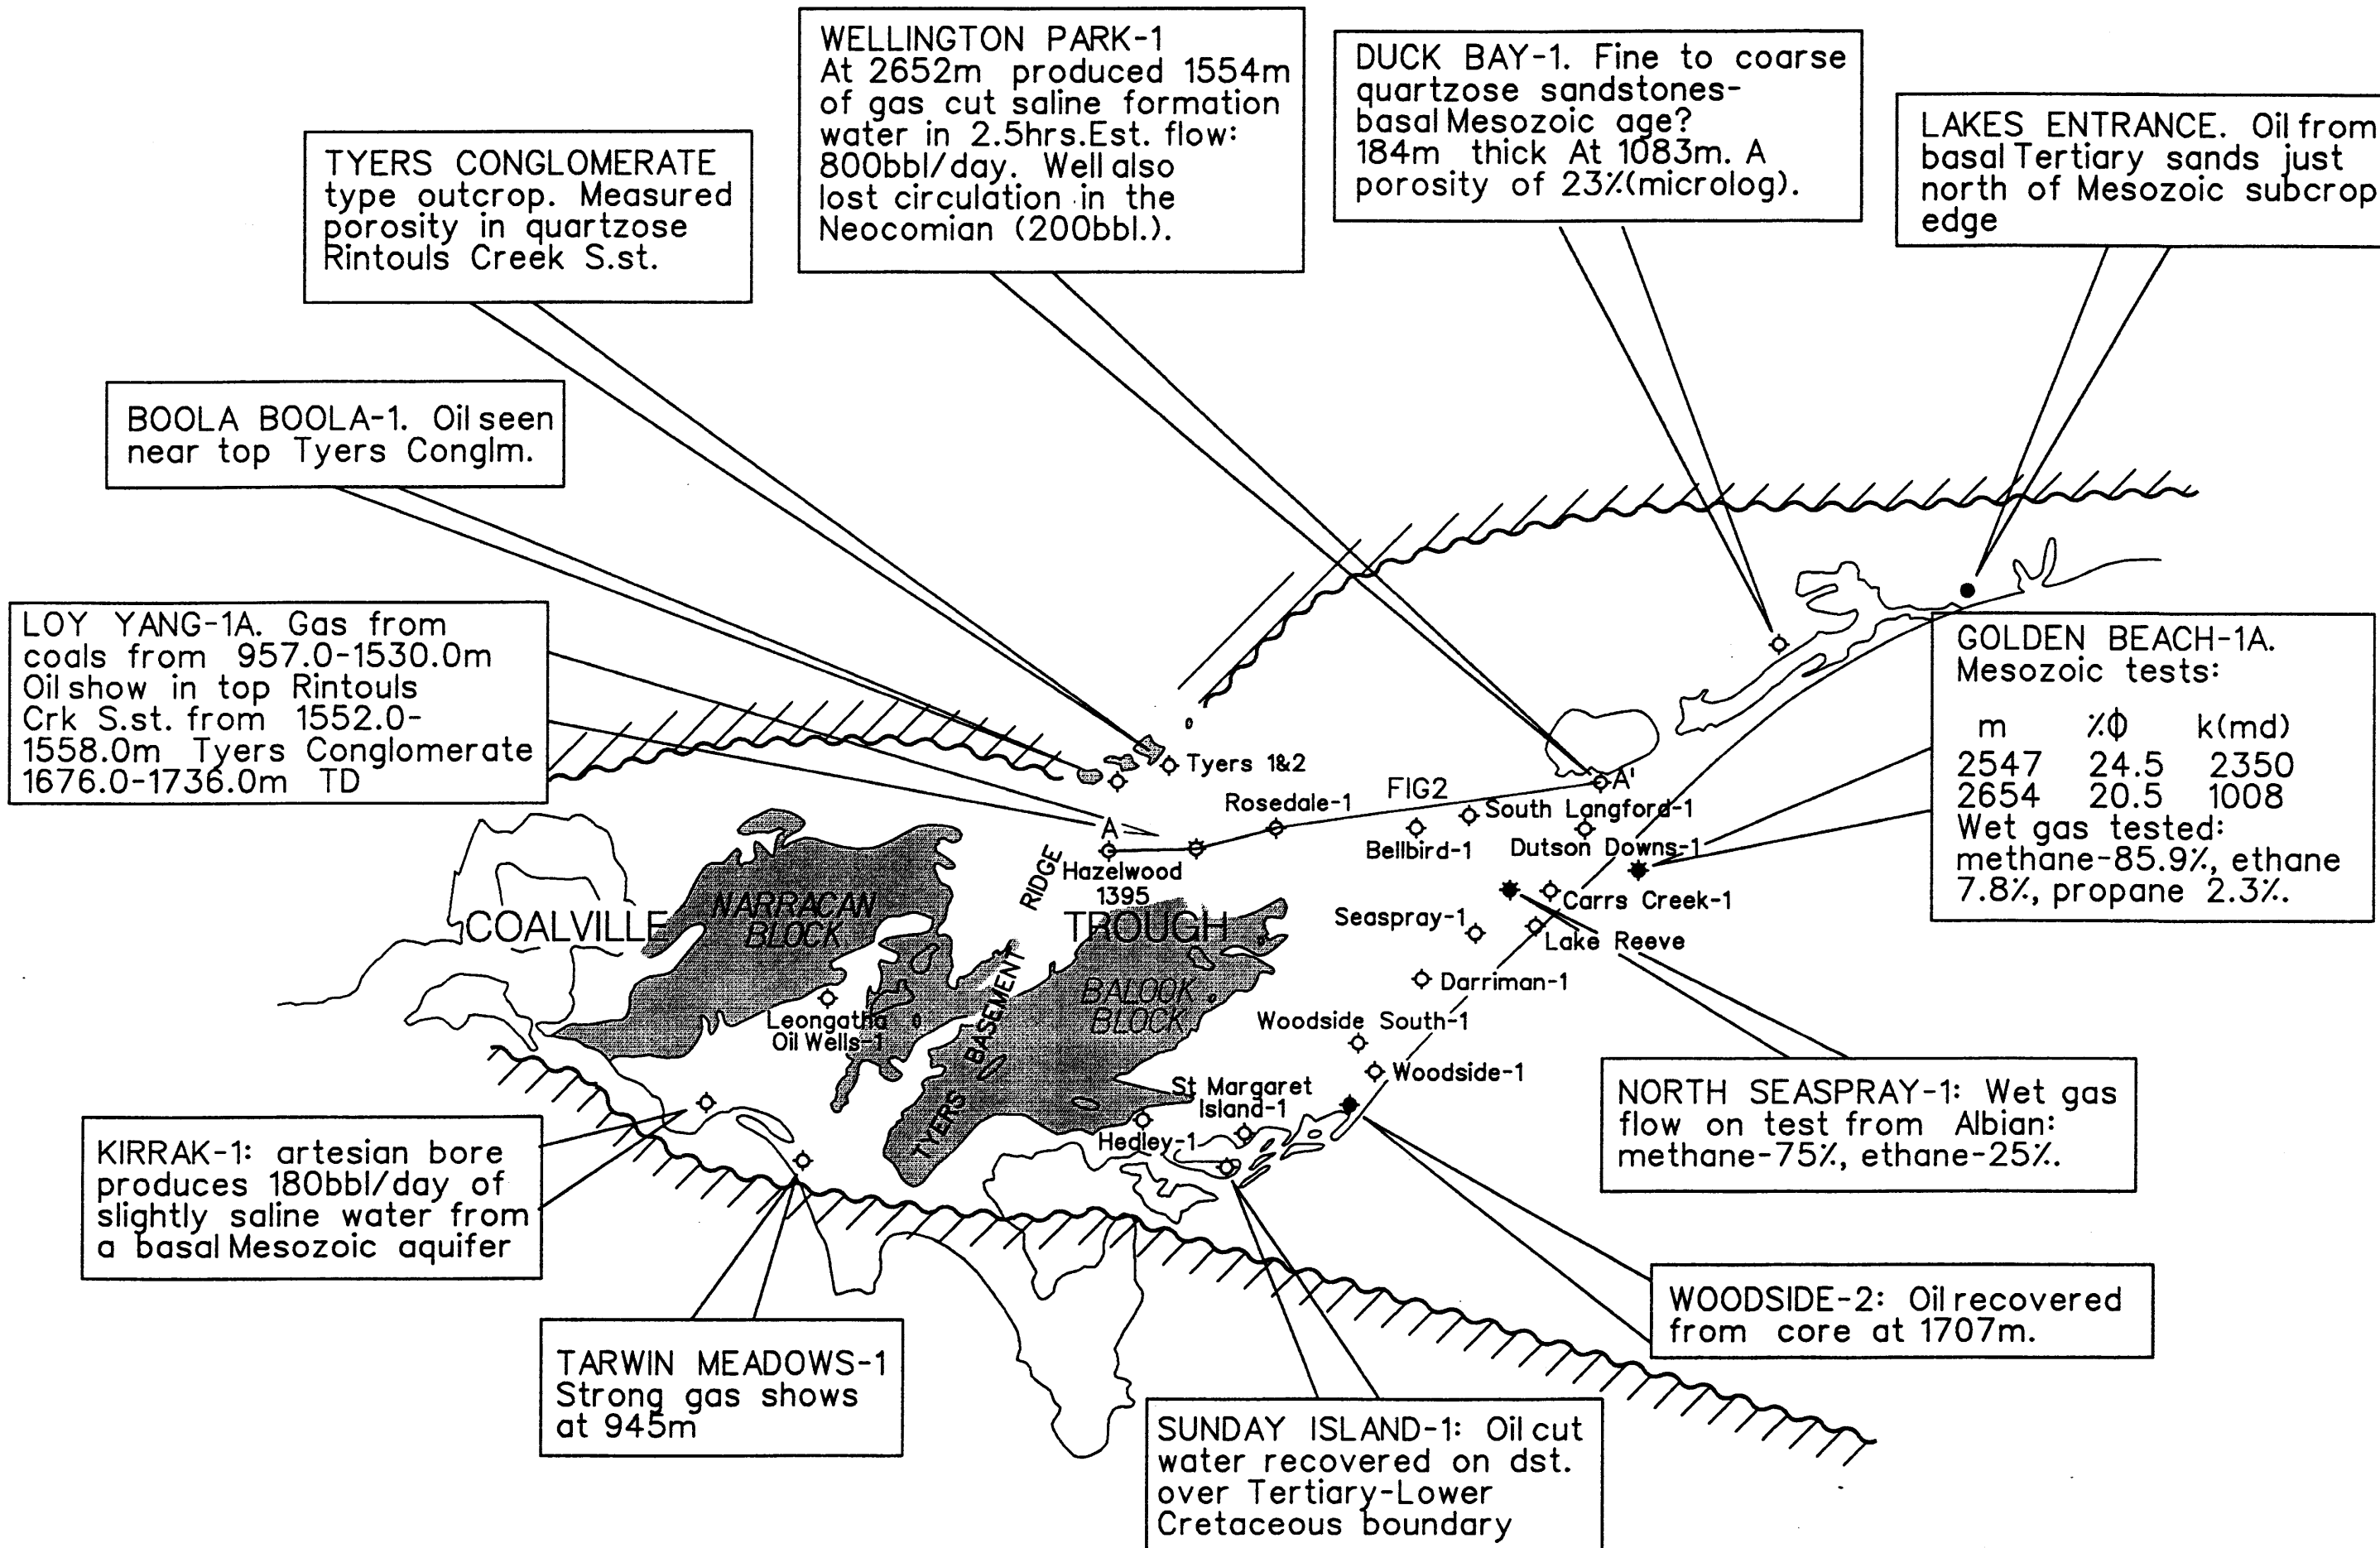 WELLINGTON PARK-1
At 2652m produced 1554m
of gas cut saline formation
water in 2.5hrs.Est. flow:
800bbl/day. Well also
lost circulation in the
Neocomian (200bbl.).
DUCK BAY-1. Fine to coarse
quartzose sandstones-
basal Mesozoic age?
184m thick At 1083m. A
porosity of 23%(microlog).
LAKES ENTRANCE. Oil from
basal Tertiary sands just
north of Mesozoic subcrop
edge
TYERS CONGLOMERATE
type outcrop. Measured
porosity in quartzose
Rintouls Creek S.st.
BOOLA BOOLA-1. Oil seen
near top Tyers Conglm.
LOY YANG-1A. Gas from
coals from 957.0-1530.0m
Oil show in top Rintouls
Crk S.st. from 1552.0-
1558.0m Tyers Conglomerate
1676.0-1736.0m TD
GOLDEN BEACH-1A.
Mesozoic tests:
m %Φ k(md)
2547 24.5 2350
2654 20.5 1008
Wet gas tested:
methane-85.9%, ethane
7.8%, propane 2.3%.
Tyers 1&2
Rosedale-1
FIG2
A'
South Langford-1
A
Bellbird-1
Dutson Downs-1
Hazelwood
1395
Carrs Creek-1
Seaspray-1
Lake Reeve
COALVILLE
TROUGH
NARRACAN
BLOCK
TYERS BASEMENT RIDGE
BALOOK
BLOCK
Darriman-1
Leongatha
Oil Wells-1
Woodside South-1
Woodside-1
St Margaret
Island-1
Hedley-1
KIRRAK-1: artesian bore
produces 180bbl/day of
slightly saline water from
a basal Mesozoic aquifer
NORTH SEASPRAY-1: Wet gas
flow on test from Albian:
methane-75%, ethane-25%.
WOODSIDE-2: Oil recovered
from core at 1707m.
TARWIN MEADOWS-1
Strong gas shows
at 945m
SUNDAY ISLAND-1: Oil cut
water recovered on dst.
over Tertiary-Lower
Cretaceous boundary